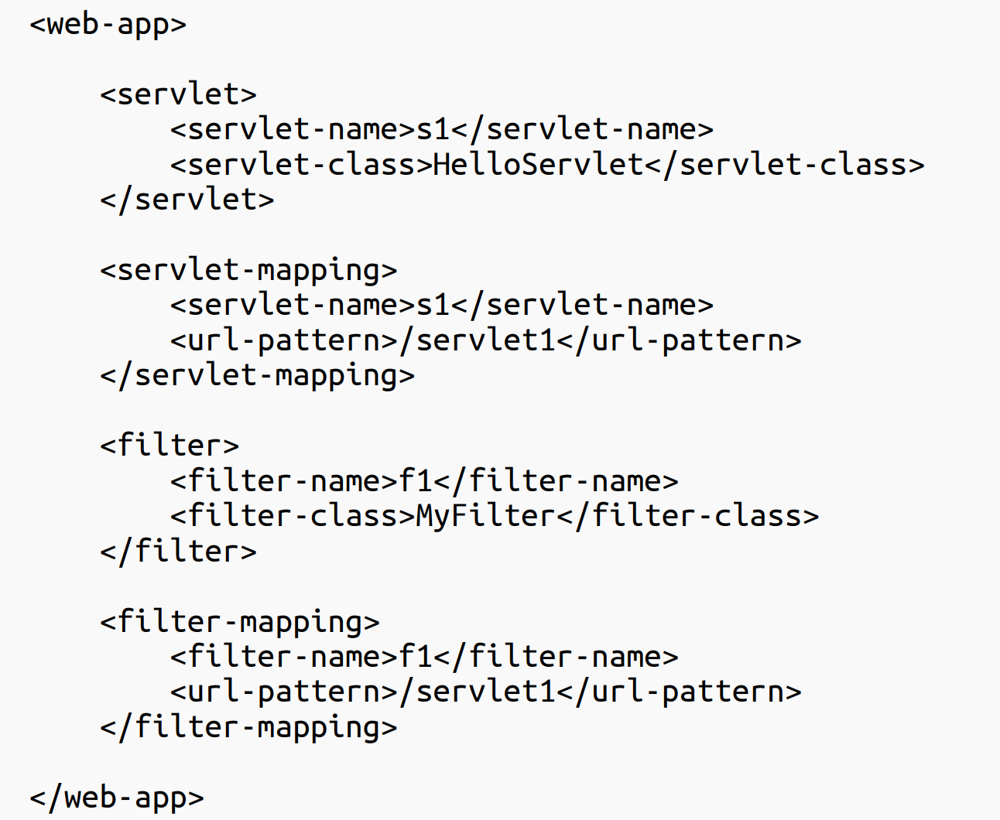 <web-app>
<servlet>
<servlet-name>s1</servlet-name>
<servlet-class>HelloServlet</servlet-class>
</servlet>
<servlet-mapping>
<servlet-name>s1</servlet-name>
<url-pattern>/servlet1</url-pattern>
</servlet-mapping>
<filter>
<filter-name>f1</filter-name>
<filter-class>MyFilter</filter-class>
</filter>
<filter-mapping>
<filter-name>f1</filter-name>
<url-pattern>/servlet1</url-pattern>
</filter-mapping>
</web-app>